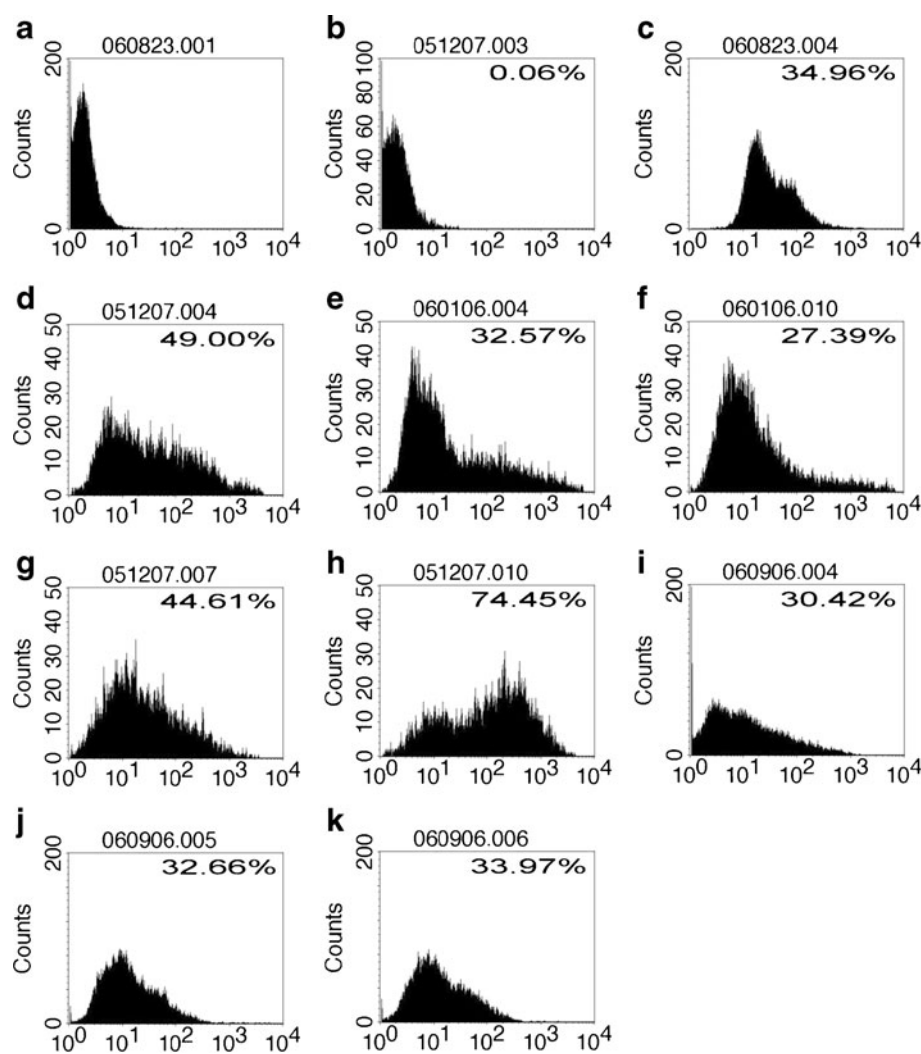 a
060823.001
200
Counts
0
10^0 10^1 10^2 10^3 10^4
b
051207.003
0.06%
100
80
60
40
20
0
Counts
10^0 10^1 10^2 10^3 10^4
c
060823.004
34.96%
200
Counts
0
10^0 10^1 10^2 10^3 10^4
d
051207.004
49.00%
50
40
30
20
10
0
Counts
10^0 10^1 10^2 10^3 10^4
e
060106.004
32.57%
50
40
30
20
10
0
Counts
10^0 10^1 10^2 10^3 10^4
f
060106.010
27.39%
50
40
30
20
10
0
Counts
10^0 10^1 10^2 10^3 10^4
g
051207.007
44.61%
50
40
30
20
10
0
Counts
10^0 10^1 10^2 10^3 10^4
h
051207.010
74.45%
50
40
30
20
10
0
Counts
10^0 10^1 10^2 10^3 10^4
i
060906.004
30.42%
200
Counts
0
10^0 10^1 10^2 10^3 10^4
j
060906.005
32.66%
200
Counts
0
10^0 10^1 10^2 10^3 10^4
k
060906.006
33.97%
200
Counts
0
10^0 10^1 10^2 10^3 10^4